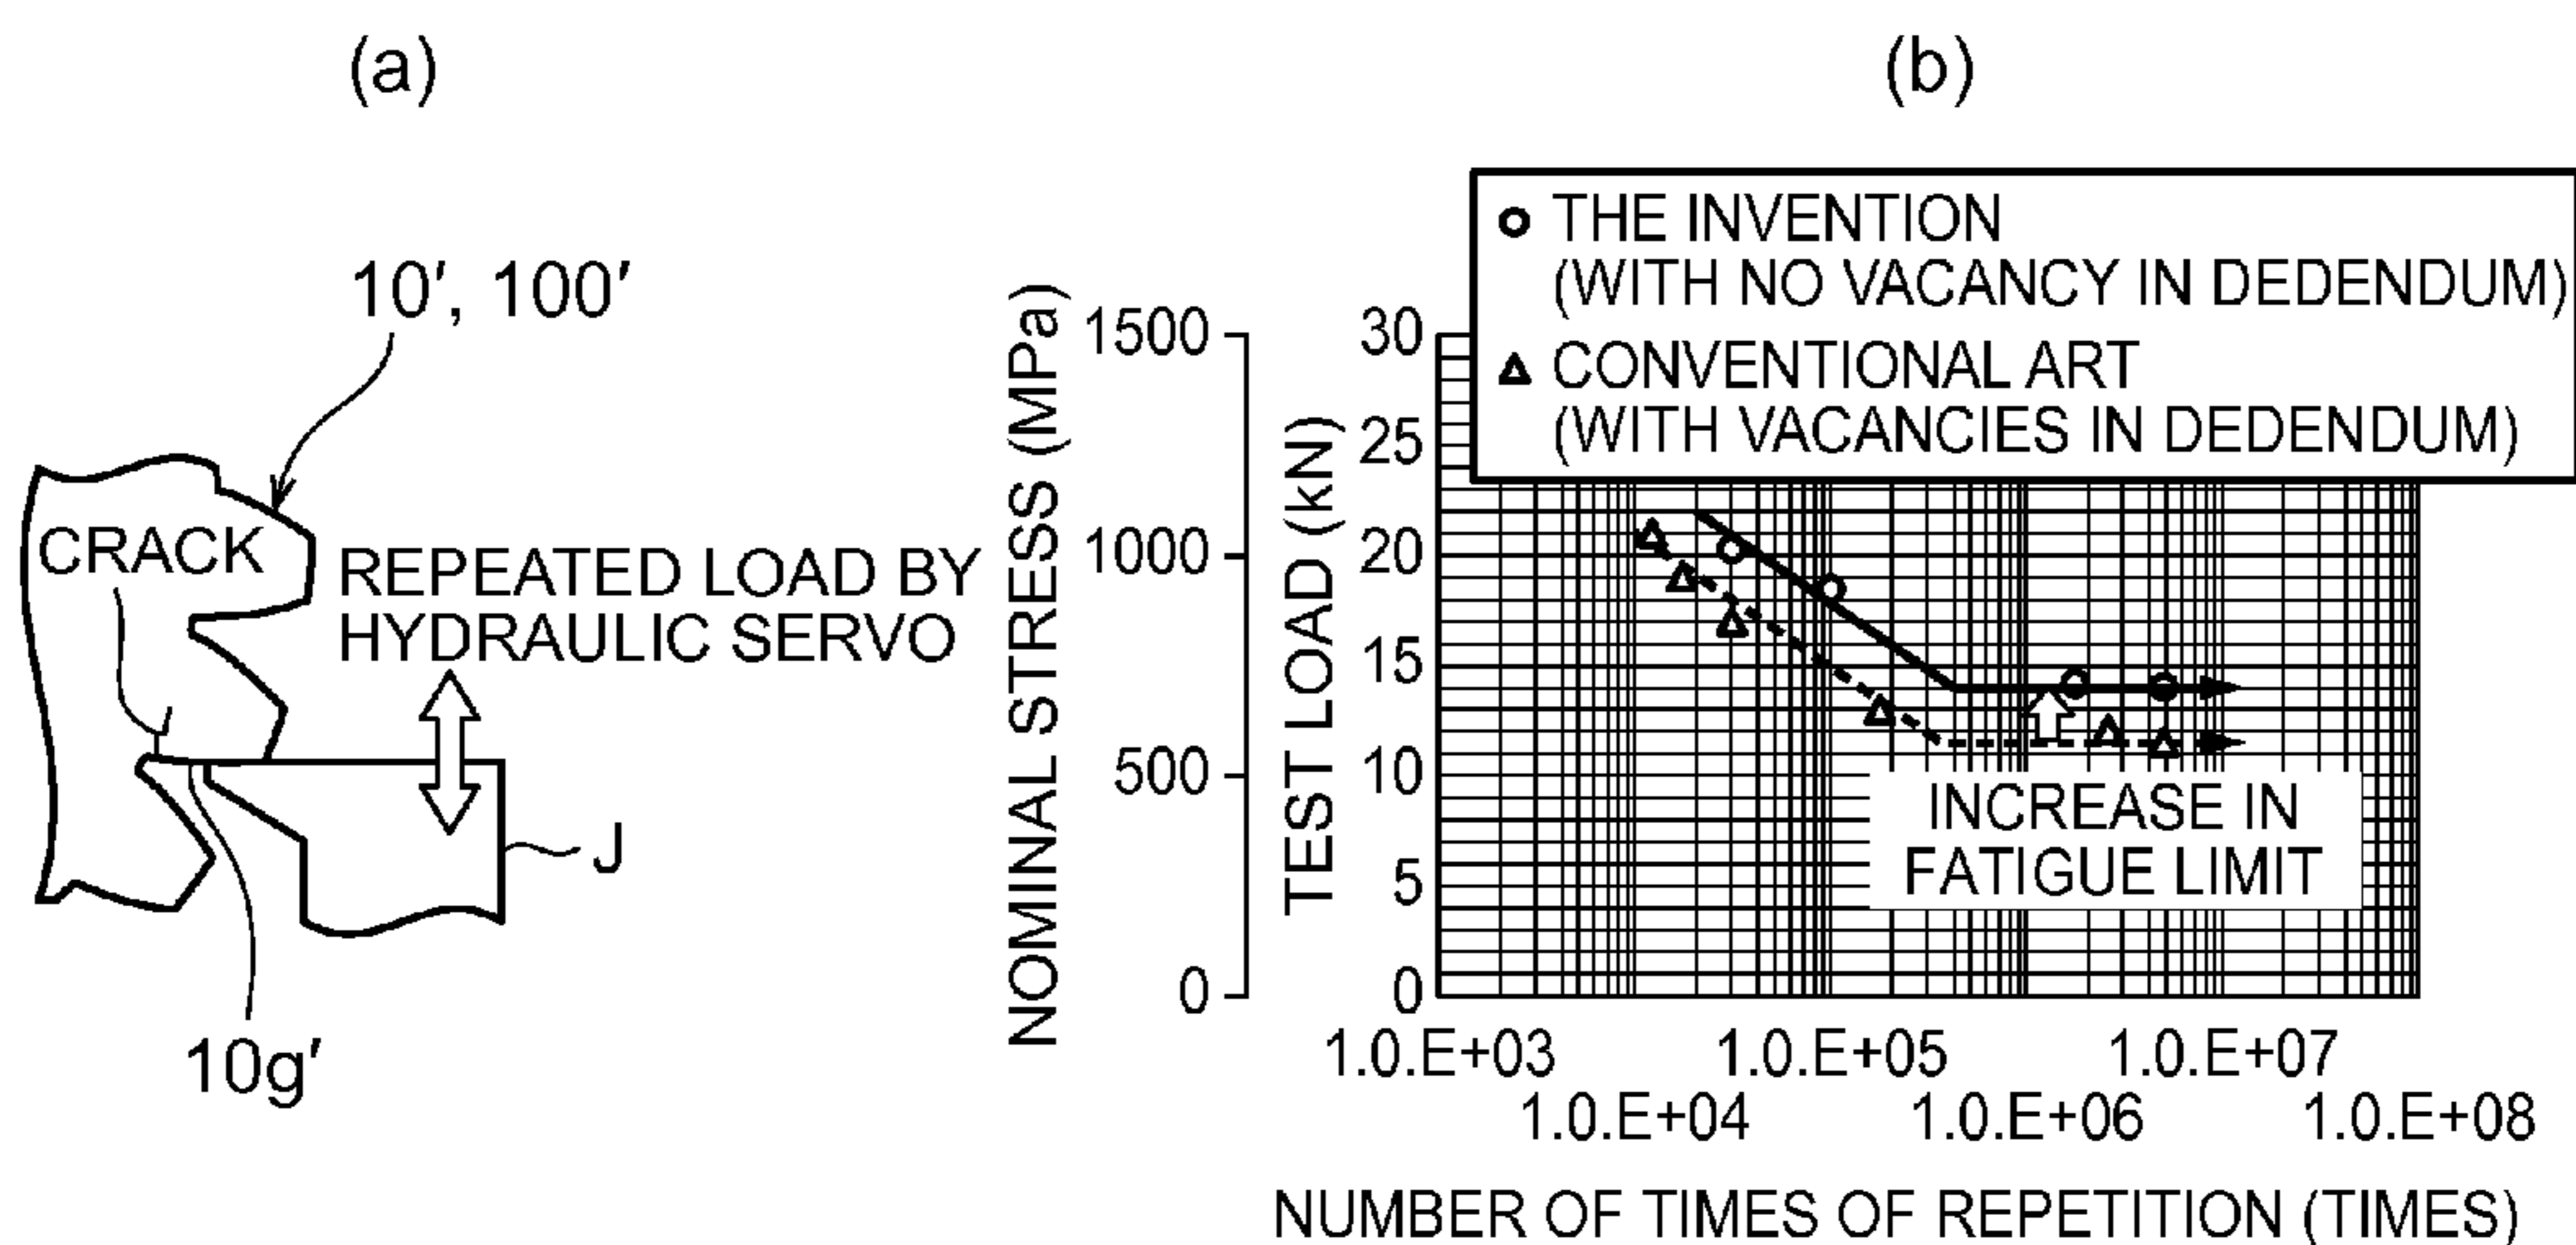 (a)
10′, 100′
CRACK
REPEATED LOAD BY
HYDRAULIC SERVO
J
10g′
(b)
THE INVENTION
(WITH NO VACANCY IN DEDENDUM)
CONVENTIONAL ART
(WITH VACANCIES IN DEDENDUM)
NOMINAL STRESS (MPa)
1500
1000
500
0
TEST LOAD (kN)
30
25
20
15
10
5
0
INCREASE IN
FATIGUE LIMIT
1.0.E+03 1.0.E+05 1.0.E+07
1.0.E+04 1.0.E+06 1.0.E+08
NUMBER OF TIMES OF REPETITION (TIMES)